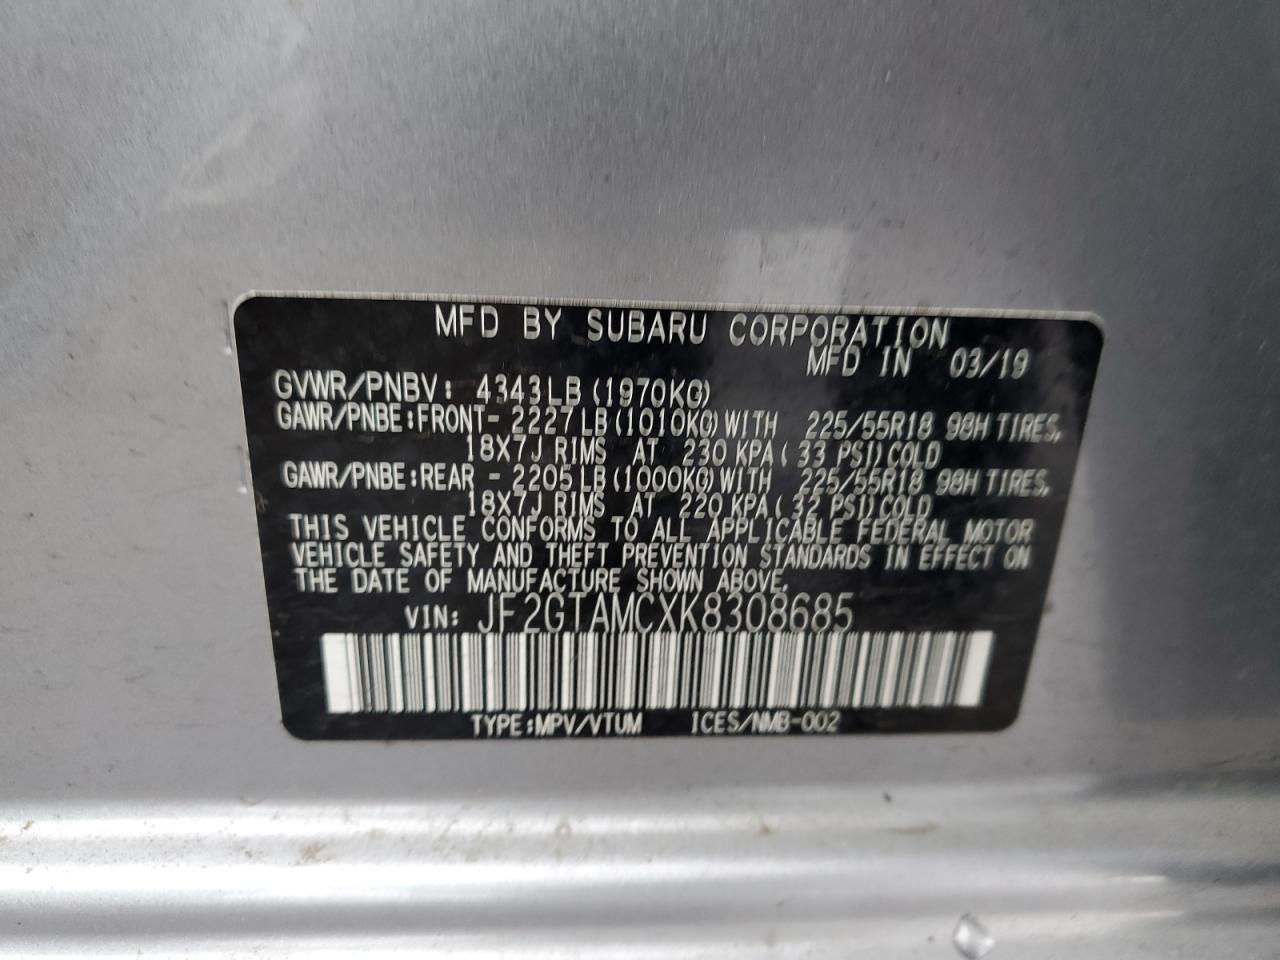 MFD BY SUBARU CORPORATION
MFD IN 03/19
GVWR/PNBV: 4343LB(1970KG)
GAWR/PNBE:FRONT- 2227LB(1010KG)WITH 225/55R18 98H TIRES,
18X7J RIMS AT 230 KPA( 33 PSI)COLD
GAWR/PNBE:REAR - 2205LB(1000KG)WITH 225/55R18 98H TIRES,
18X7J RIMS AT 220 KPA( 32 PSI)COLD
THIS VEHICLE CONFORMS TO ALL APPLICABLE FEDERAL MOTOR
VEHICLE SAFETY AND THEFT PREVENTION STANDARDS IN EFFECT ON
THE DATE OF MANUFACTURE SHOWN ABOVE.
VIN: JF2GTAMCXK8308685
TYPE:MPV/VTUM ICES/NMB-002